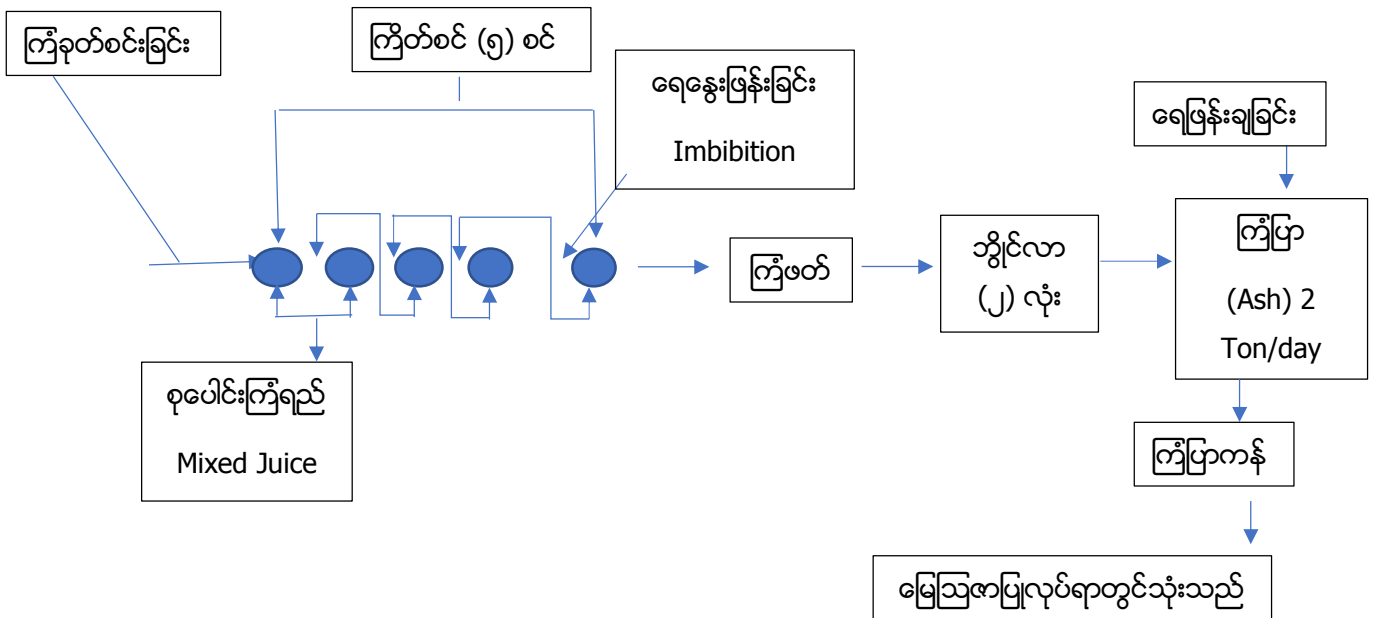 ကြံခုတ်စင်းခြင်း
ကြိတ်စင် (၅) စင်
ရေနွေးဖြန်းခြင်း
Imbibition
ရေဖြန်းချခြင်း
ကြံဖတ်
ဘွိုင်လာ
(၂) လုံး
ကြံပြာ
(Ash) 2
Ton/day
စုပေါင်းကြံရည်
Mixed Juice
ကြံပြာကန်
မြေသြဇာပြုလုပ်ရာတွင်သုံးသည်